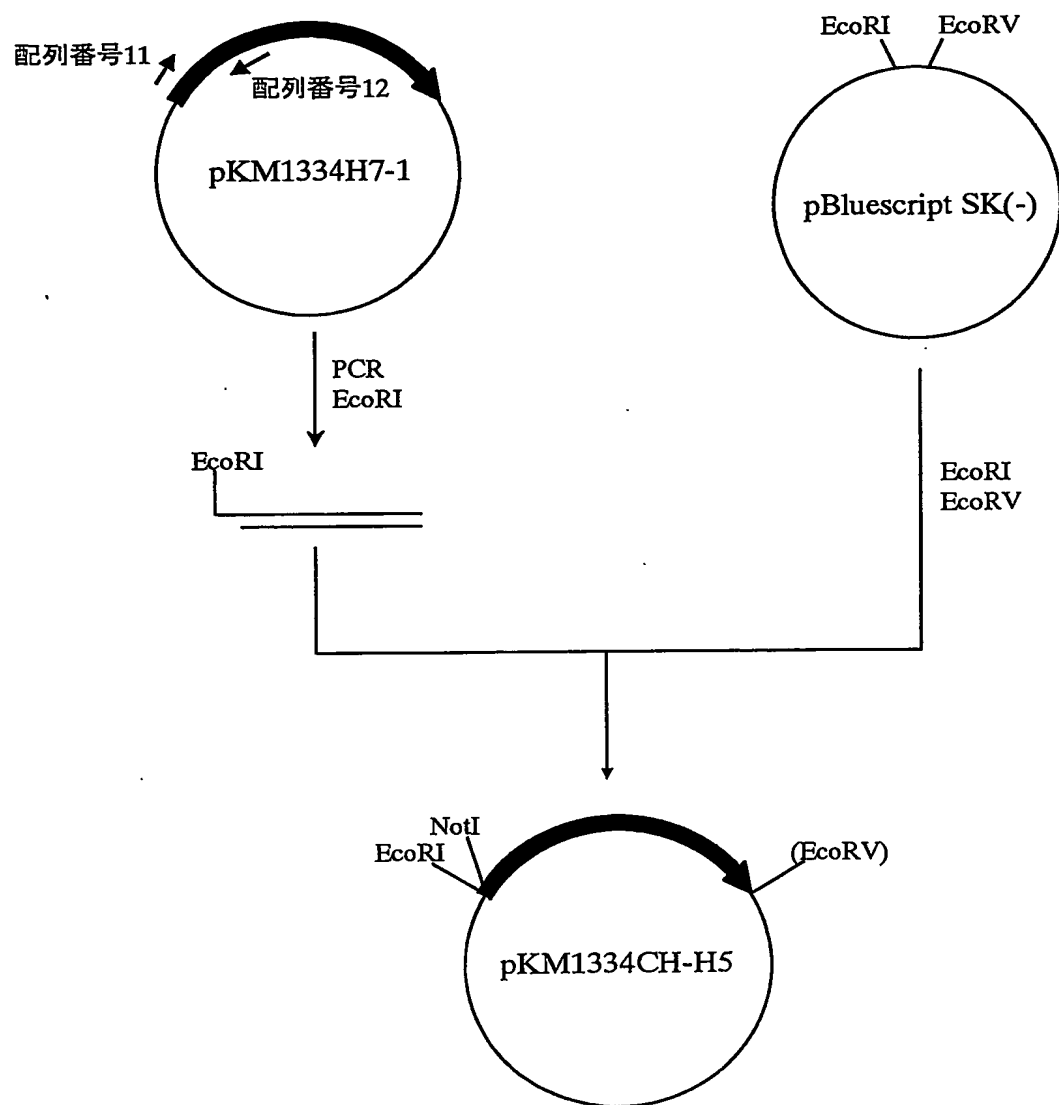 配列番号11
配列番号12
pKM1334H7-1
EcoRI
EcoRV
pBluescript SK(-)
PCR
EcoRI
EcoRI
EcoRI
EcoRV
NotI
EcoRI
(EcoRV)
pKM1334CH-H5